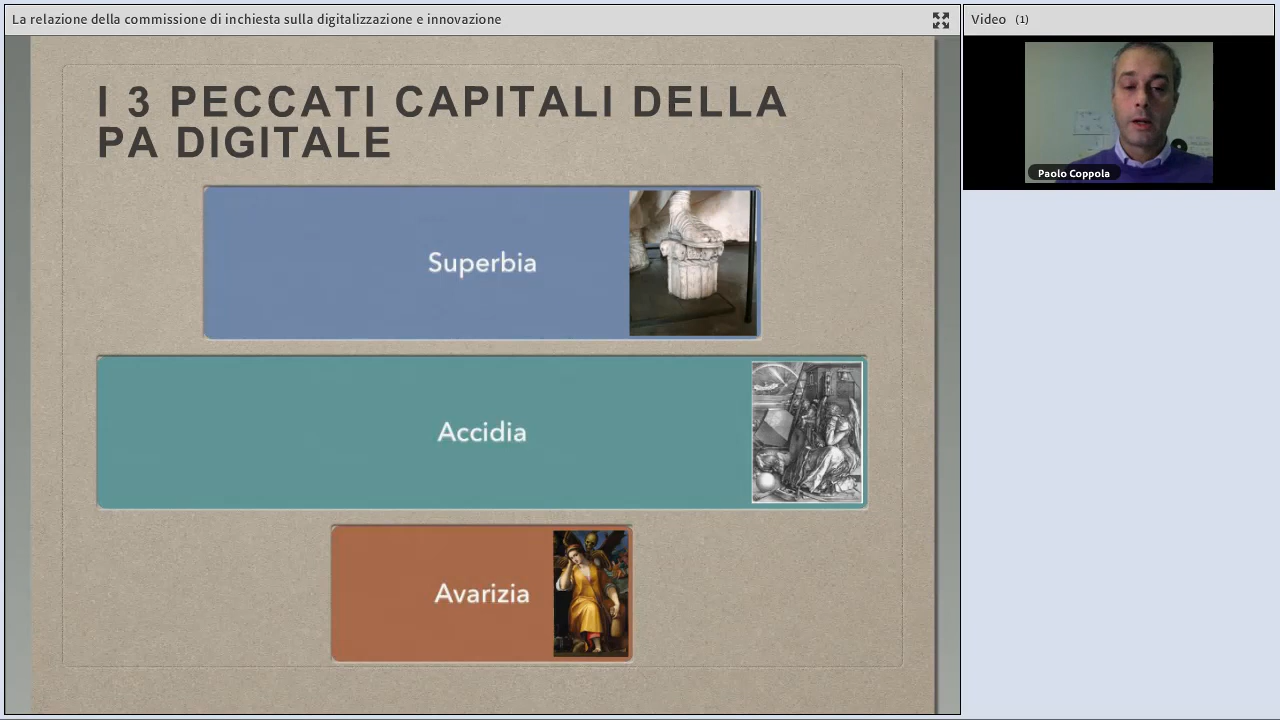 La relazione della commissione di inchiesta sulla digitalizzazione e innovazione
Video (1)
I 3 PECCATI CAPITALI DELLA
PA DIGITALE
Superbia
Accidia
Avarizia
Paolo Coppola